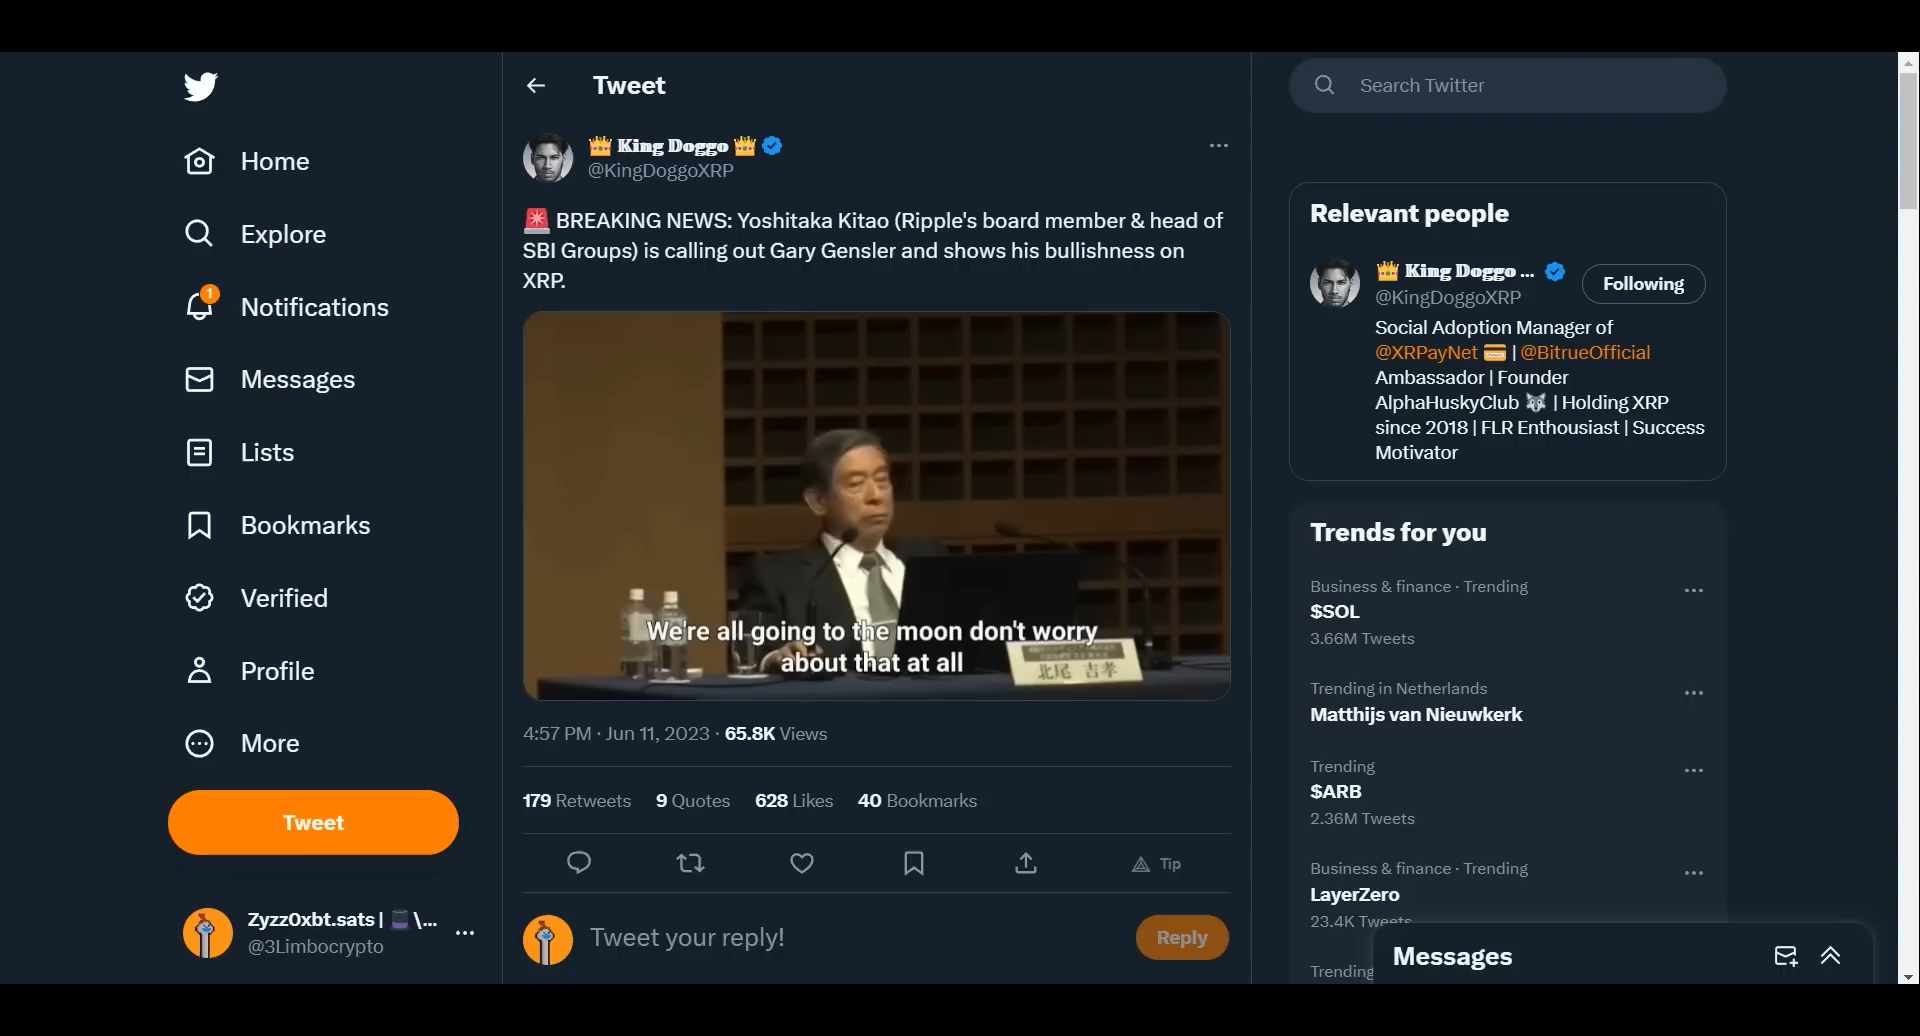 Tweet
Search Twitter
Home
Explore
1
Notifications
Messages
Lists
Bookmarks
Verified
Profile
More
Tweet
Zyzz0xbt.sats | \...
@3Limbocrypto
👑 King Doggo 👑
@KingDoggoXRP
🚨 BREAKING NEWS: Yoshitaka Kitao (Ripple's board member & head of
SBI Groups) is calling out Gary Gensler and shows his bullishness on
XRP.
We're all going to the moon don't worry
about that at all
北尾 吉孝
4:57 PM · Jun 11, 2023 · 65.8K Views
179 Retweets 9 Quotes 628 Likes 40 Bookmarks
Tip
Tweet your reply!
Reply
Relevant people
👑 King Doggo ...
@KingDoggoXRP
Following
Social Adoption Manager of
@XRPayNet 💳 | @BitrueOfficial
Ambassador | Founder
AlphaHuskyClub 🐺 | Holding XRP
since 2018 | FLR Enthousiast | Success
Motivator
Trends for you
Business & finance · Trending
$SOL
3.66M Tweets
Trending in Netherlands
Matthijs van Nieuwkerk
Trending
$ARB
2.36M Tweets
Business & finance · Trending
LayerZero
23.4K Tweets
Trending
Messages